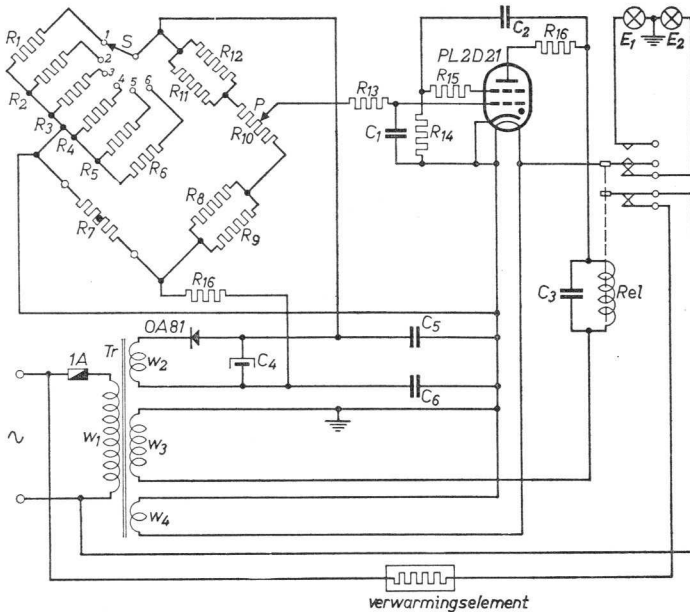 R1
1
S
2
3
4
5
6
R2
R3
R4
R5
R6
R7
R12
R11
P
R10
R8
R9
R13
C1
R14
R15
C2
R16
PL2D21
E1
E2
R16
C3
Rel
OA81
C4
C5
C6
1A
Tr
W2
~
W1
W3
W4
verwarmingselement